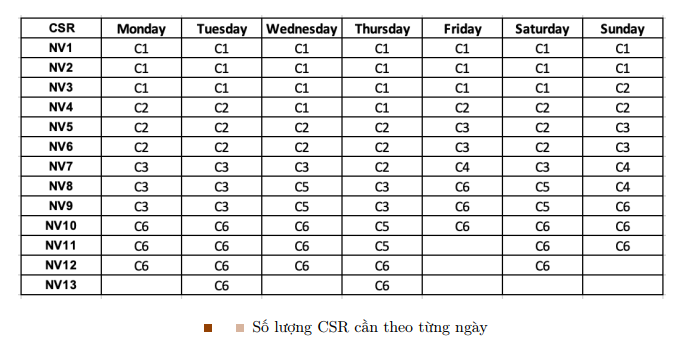 CSR Monday Tuesday Wednesday Thursday Friday Saturday Sunday
NV1 C1 C1 C1 C1 C1 C1 C1
NV2 C1 C1 C1 C1 C1 C1 C1
NV3 C1 C1 C1 C1 C1 C1 C2
NV4 C2 C2 C1 C1 C2 C2 C2
NV5 C2 C2 C2 C2 C3 C2 C3
NV6 C2 C2 C2 C2 C3 C2 C3
NV7 C3 C3 C3 C2 C4 C3 C4
NV8 C3 C3 C5 C3 C6 C5 C4
NV9 C3 C3 C5 C3 C6 C5 C6
NV10 C6 C6 C6 C5 C6 C6 C6
NV11 C6 C6 C6 C5 C6 C6
NV12 C6 C6 C6 C6 C6
NV13 C6 C6
Số lượng CSR cần theo từng ngày